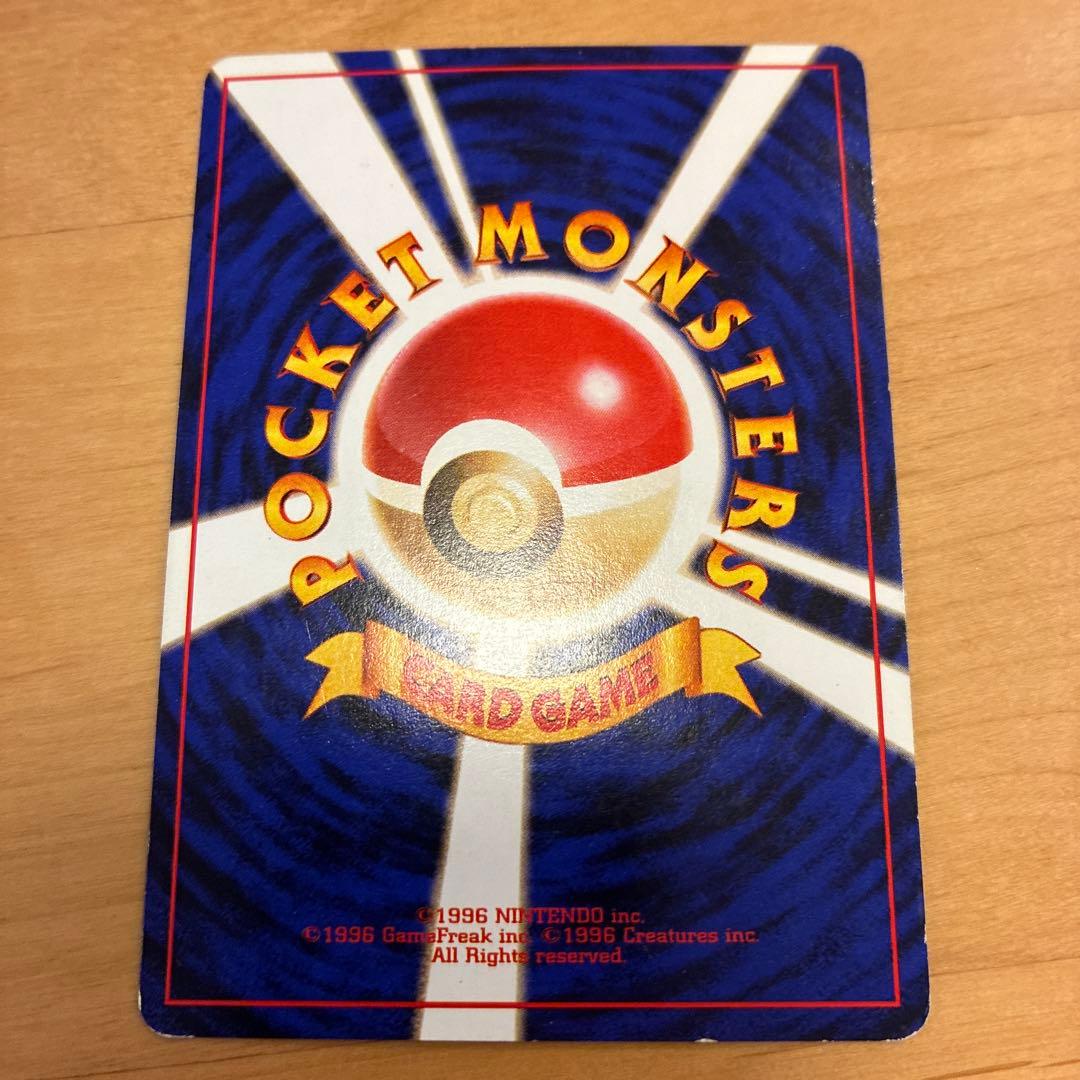 POCKET MONSTERS
CARD GAME
©1996 NINTENDO inc.
©1996 GameFreak inc. ©1996 Creatures inc.
All Rights reserved.